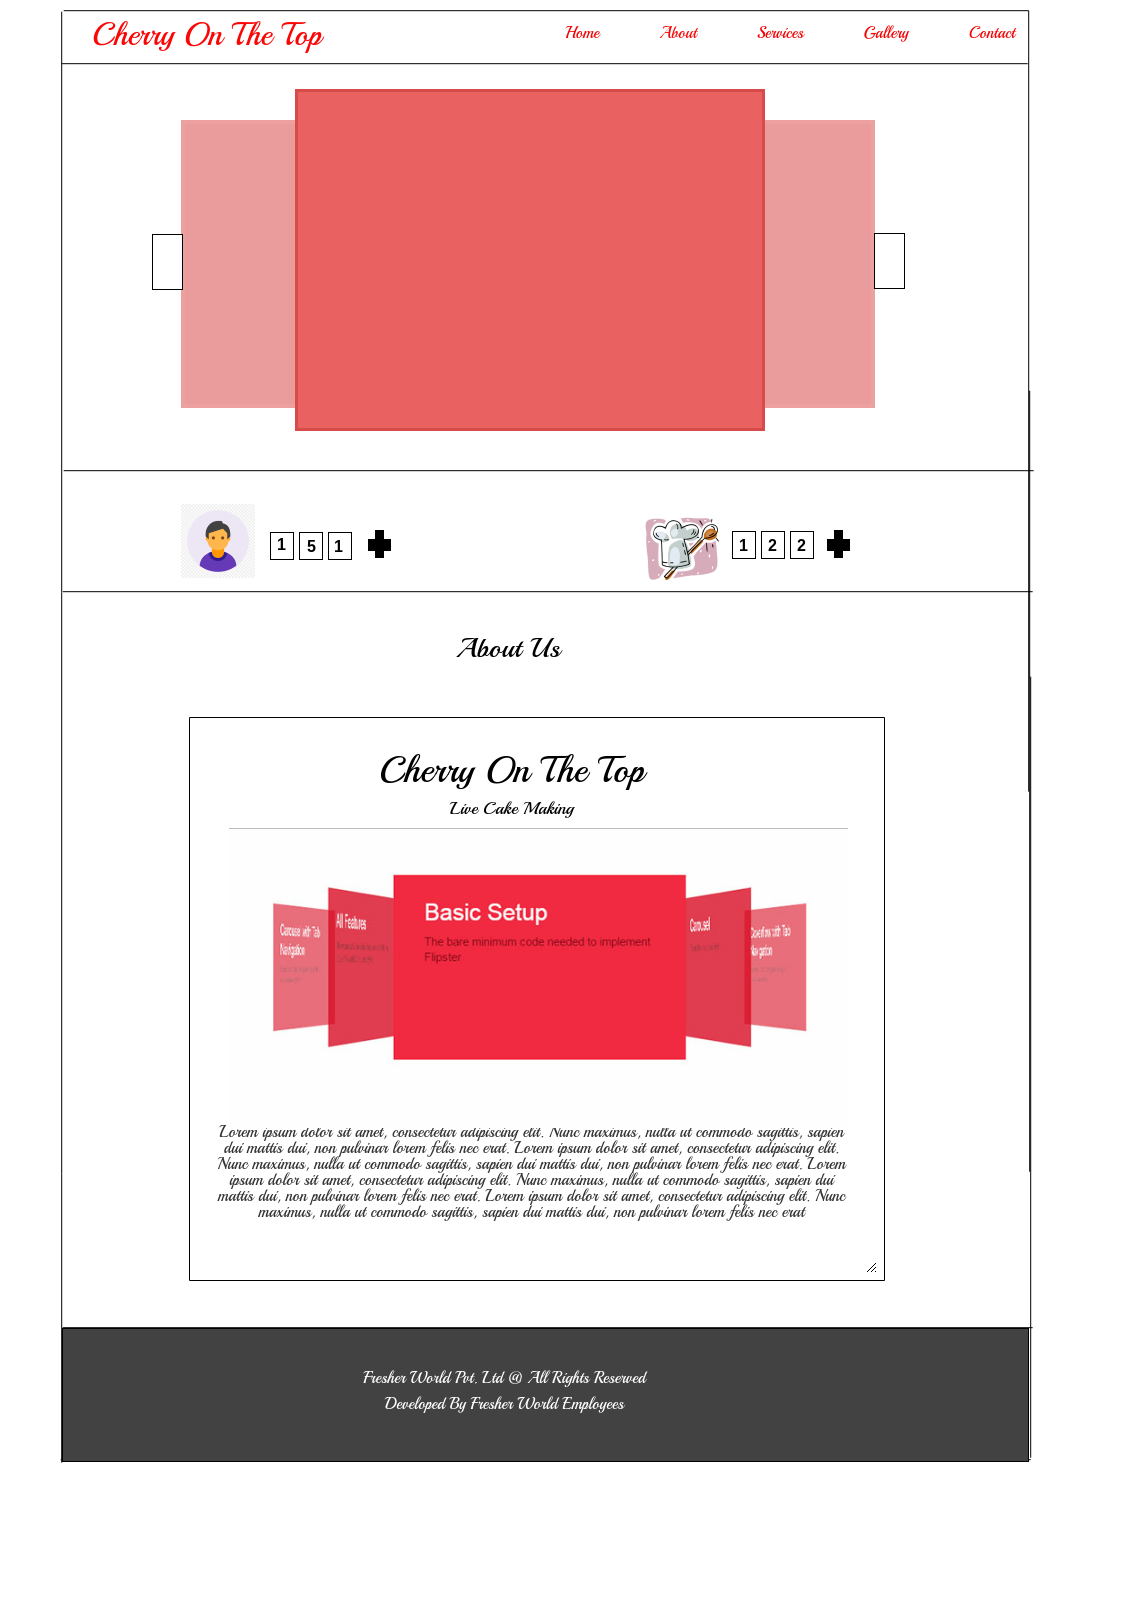 Cherry On The Top
Home About Services Gallery Contact
1 5 1
1 2 2
About Us
Cherry On The Top
Live Cake Making
Carousel with Tab
Navigation
All Features
Basic Setup
The bare minimum code needed to implement
Flipster
Carousel
Coverflow with Tab
Navigation
Lorem ipsum dolor sit amet, consectetur adipiscing elit. Nunc maximus, nulla ut commodo sagittis, sapien
dui mattis dui, non pulvinar lorem felis nec erat. Lorem ipsum dolor sit amet, consectetur adipiscing elit.
Nunc maximus, nulla ut commodo sagittis, sapien dui mattis dui, non pulvinar lorem felis nec erat. Lorem
ipsum dolor sit amet, consectetur adipiscing elit. Nunc maximus, nulla ut commodo sagittis, sapien dui
mattis dui, non pulvinar lorem felis nec erat. Lorem ipsum dolor sit amet, consectetur adipiscing elit. Nunc
maximus, nulla ut commodo sagittis, sapien dui mattis dui, non pulvinar lorem felis nec erat
Fresher World Pvt. Ltd @ All Rights Reserved
Developed By Fresher World Employees